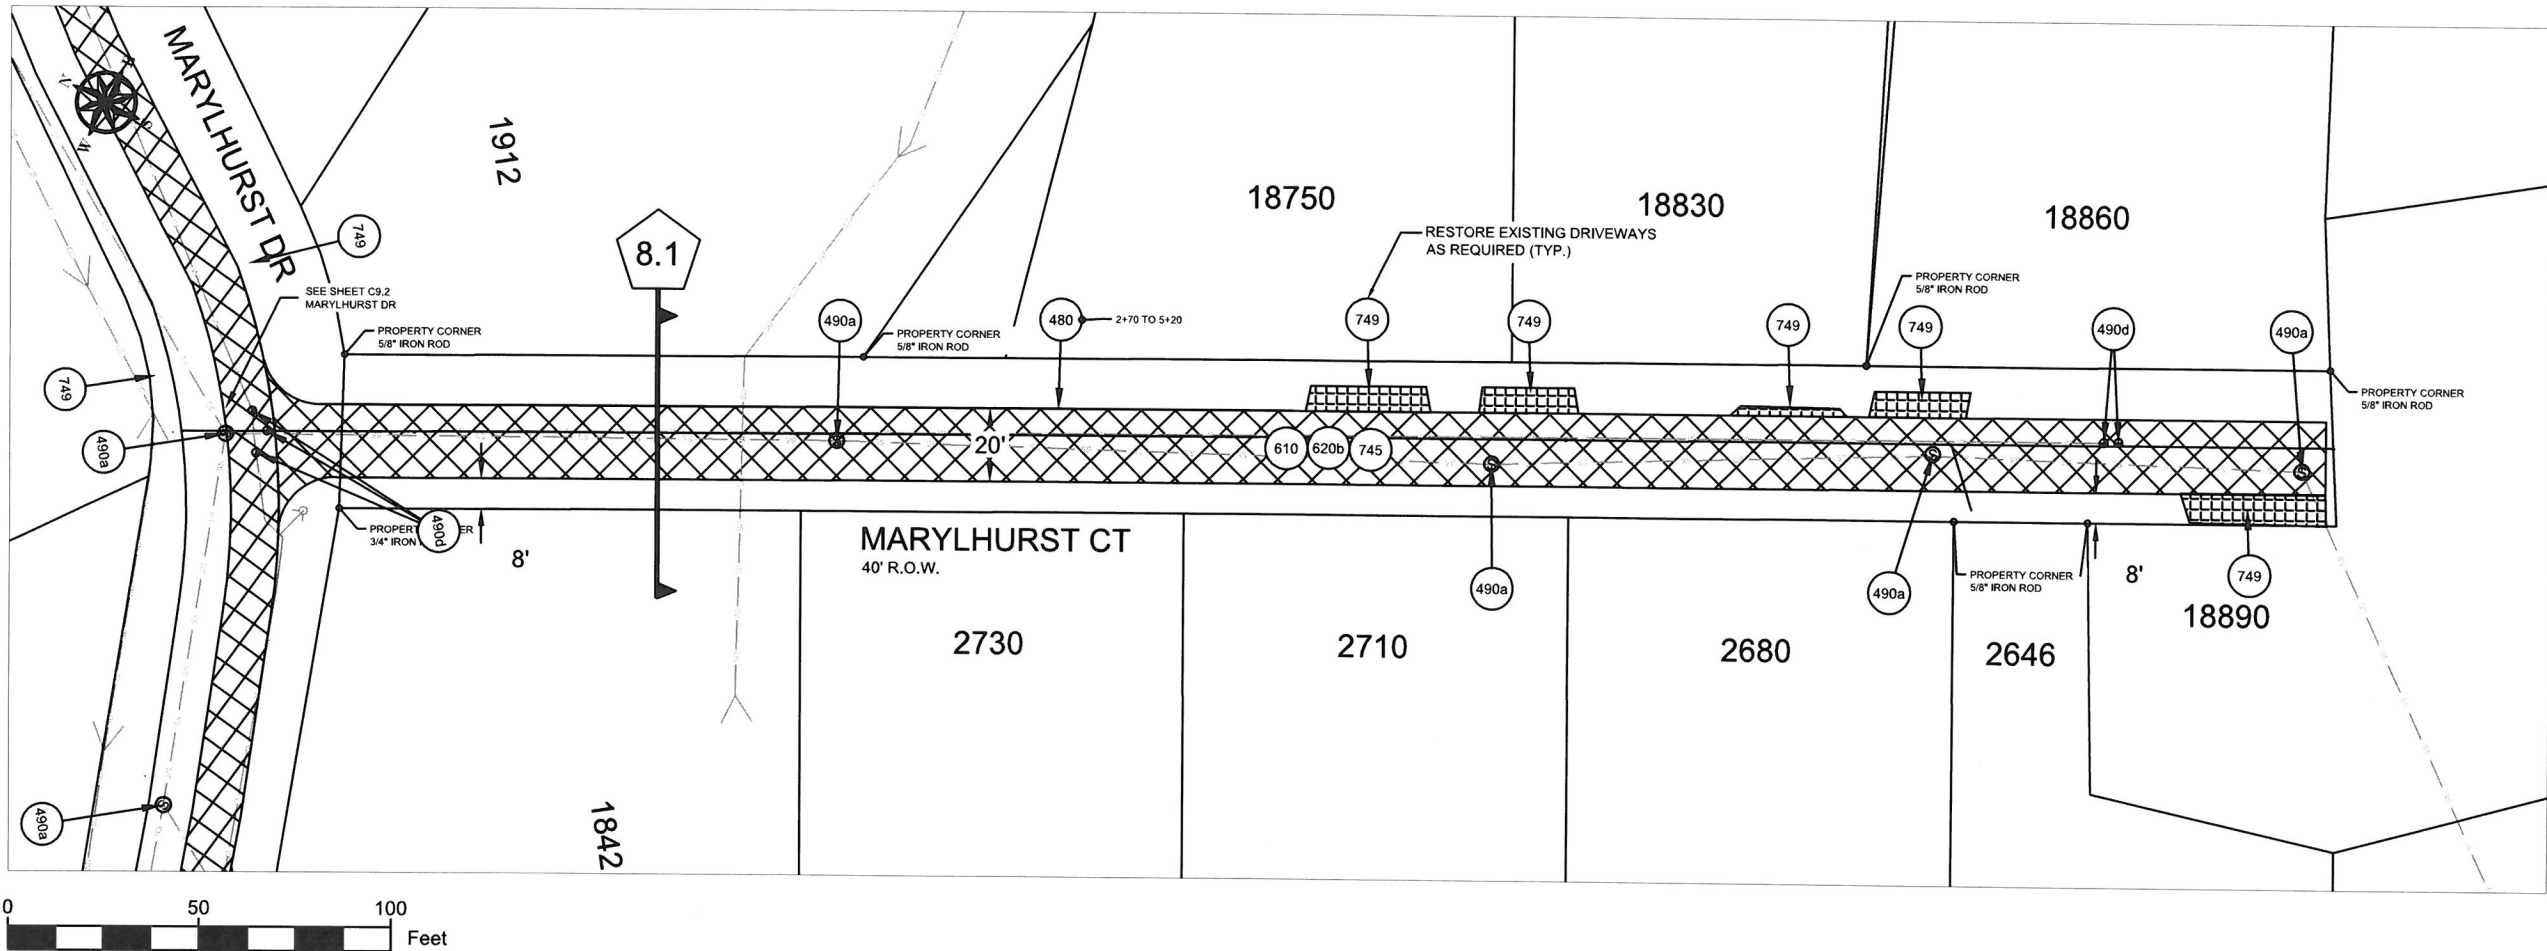 MARYLHURST DR
1912
18750
18830
18860
749
8.1
RESTORE EXISTING DRIVEWAYS
AS REQUIRED (TYP.)
SEE SHEET C9.2
MARYLHURST DR
PROPERTY CORNER
5/8" IRON ROD
490a
PROPERTY CORNER
5/8" IRON ROD
480
2+70 TO 5+20
749
749
749
PROPERTY CORNER
5/8" IRON ROD
749
490d
490a
PROPERTY CORNER
5/8" IRON ROD
749
490a
20'
610
620b
745
PROPERT ER
3/4" IRON
490d
8'
MARYLHURST CT
40' R.O.W.
490a
490a
PROPERTY CORNER
5/8" IRON ROD
8'
749
18890
2730
2710
2680
2646
490a
1842
0
50
100
Feet